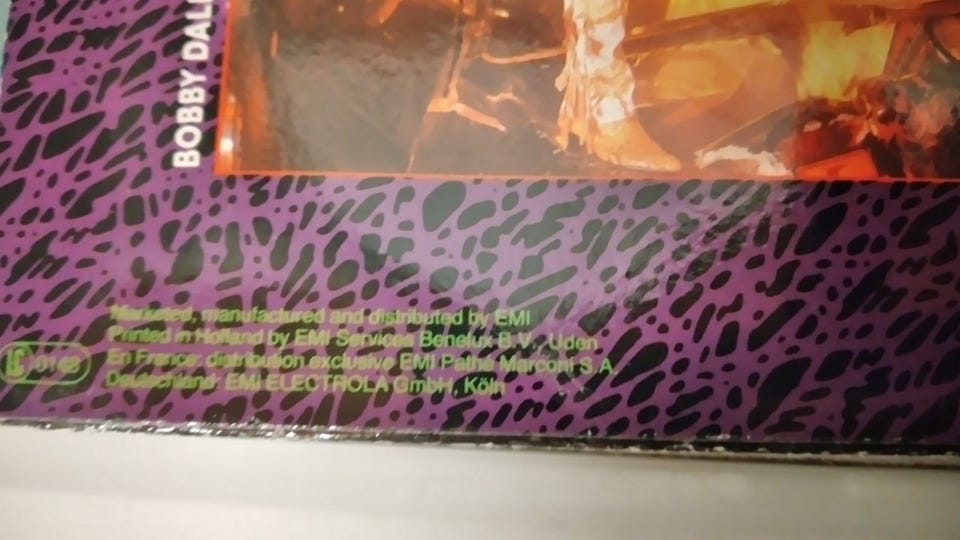 BOBBY DALL
Marketed, manufactured and distributed by EMI
Printed in Holland by EMI Services Benelux B.V., Uden
En France: distribution exclusive EMI Pathé Marconi S.A.
Deutschland: EMI ELECTROLA GmbH, Köln
LC 0148